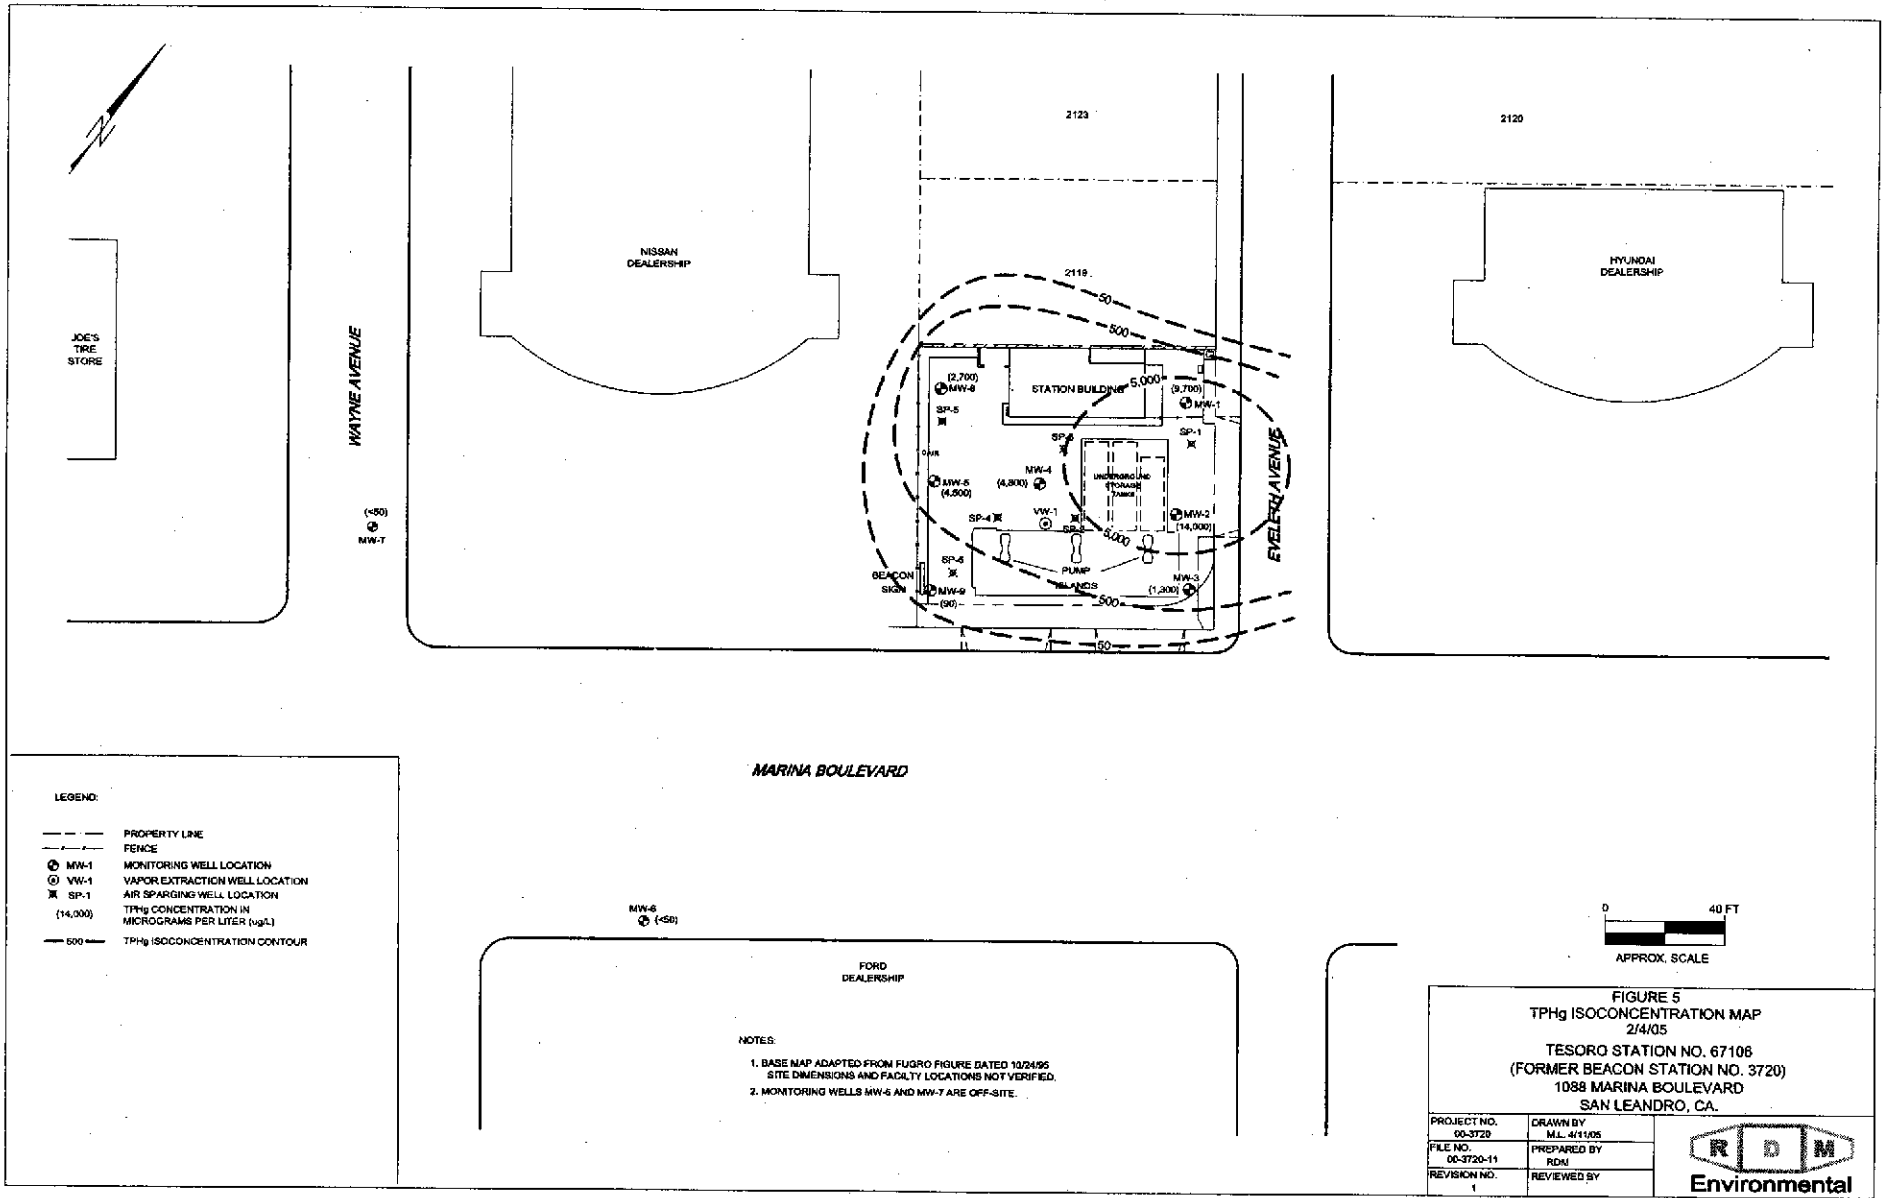 N
2123
2120
NISSAN
DEALERSHIP
2119
HYUNDAI
DEALERSHIP
50
500
JOE'S
TIRE
STORE
WAYNE AVENUE
(2,700)
MW-8
STATION BUILDING
5,000
(9,700)
MW-1
SP-5
SP-1
MW-4
(4,800)
UNDERGROUND
STORAGE
TANKS
EVELETH AVENUE
MW-5
(4,500)
SP-4
VW-1
MW-2
(14,000)
5,000
(<50)
MW-7
SP-6
PUMP
ISLANDS
BEACON
SIGN
MW-9
(90)
MW-3
(1,300)
500
50
MARINA BOULEVARD
LEGEND:
PROPERTY LINE
FENCE
MW-1 MONITORING WELL LOCATION
VW-1 VAPOR EXTRACTION WELL LOCATION
SP-1 AIR SPARGING WELL LOCATION
(14,000) TPHg CONCENTRATION IN
MICROGRAMS PER LITER (ug/L)
500 TPHg ISOCONCENTRATION CONTOUR
MW-6
(<50)
FORD
DEALERSHIP
0 40 FT
APPROX. SCALE
NOTES:
1. BASE MAP ADAPTED FROM FUGRO FIGURE DATED 10/24/95
SITE DIMENSIONS AND FACILTY LOCATIONS NOT VERIFIED.
2. MONITORING WELLS MW-6 AND MW-7 ARE OFF-SITE.
FIGURE 5
TPHg ISOCONCENTRATION MAP
2/4/05
TESORO STATION NO. 67106
(FORMER BEACON STATION NO. 3720)
1088 MARINA BOULEVARD
SAN LEANDRO, CA.
PROJECT NO.
00-3720
DRAWN BY
M.L. 4/11/05
FILE NO.
00-3720-11
PREPARED BY
RDM
REVISION NO.
1
REVIEWED BY
R D M
Environmental